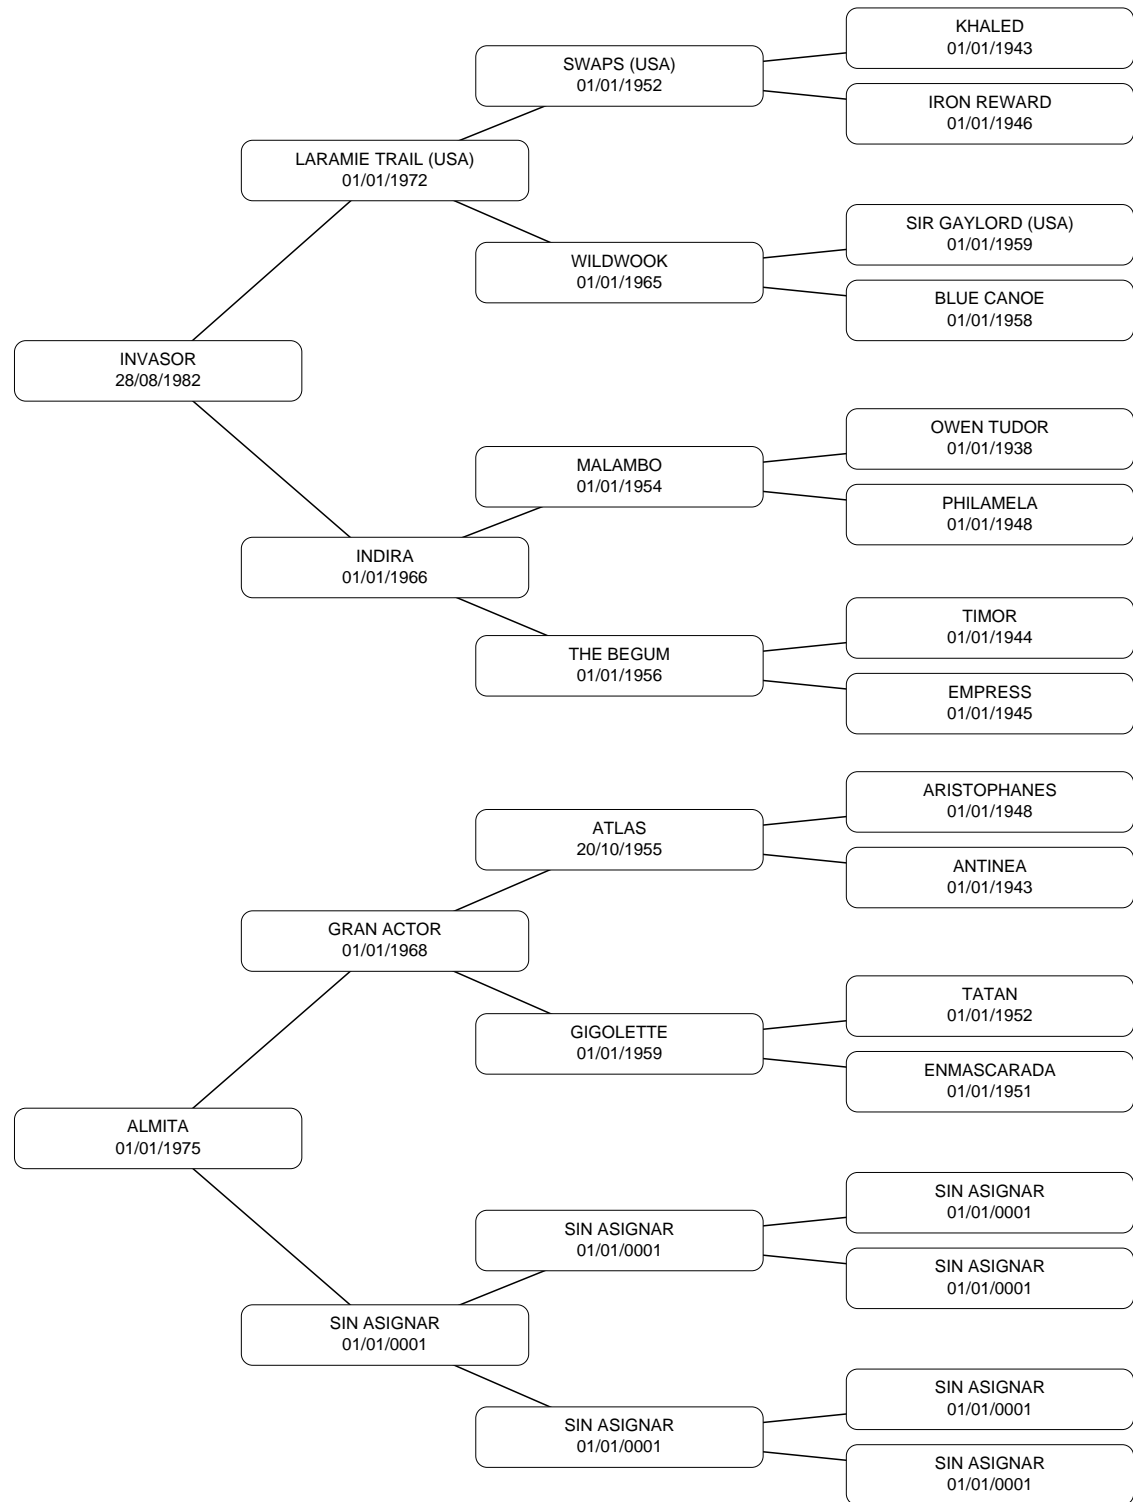 KHALED
01/01/1943
SWAPS (USA)
01/01/1952
IRON REWARD
01/01/1946
LARAMIE TRAIL (USA)
01/01/1972
SIR GAYLORD (USA)
01/01/1959
WILDWOOK
01/01/1965
BLUE CANOE
01/01/1958
INVASOR
28/08/1982
OWEN TUDOR
01/01/1938
MALAMBO
01/01/1954
PHILAMELA
01/01/1948
INDIRA
01/01/1966
TIMOR
01/01/1944
THE BEGUM
01/01/1956
EMPRESS
01/01/1945
ARISTOPHANES
01/01/1948
ATLAS
20/10/1955
ANTINEA
01/01/1943
GRAN ACTOR
01/01/1968
TATAN
01/01/1952
GIGOLETTE
01/01/1959
ENMASCARADA
01/01/1951
ALMITA
01/01/1975
SIN ASIGNAR
01/01/0001
SIN ASIGNAR
01/01/0001
SIN ASIGNAR
01/01/0001
SIN ASIGNAR
01/01/0001
SIN ASIGNAR
01/01/0001
SIN ASIGNAR
01/01/0001
SIN ASIGNAR
01/01/0001